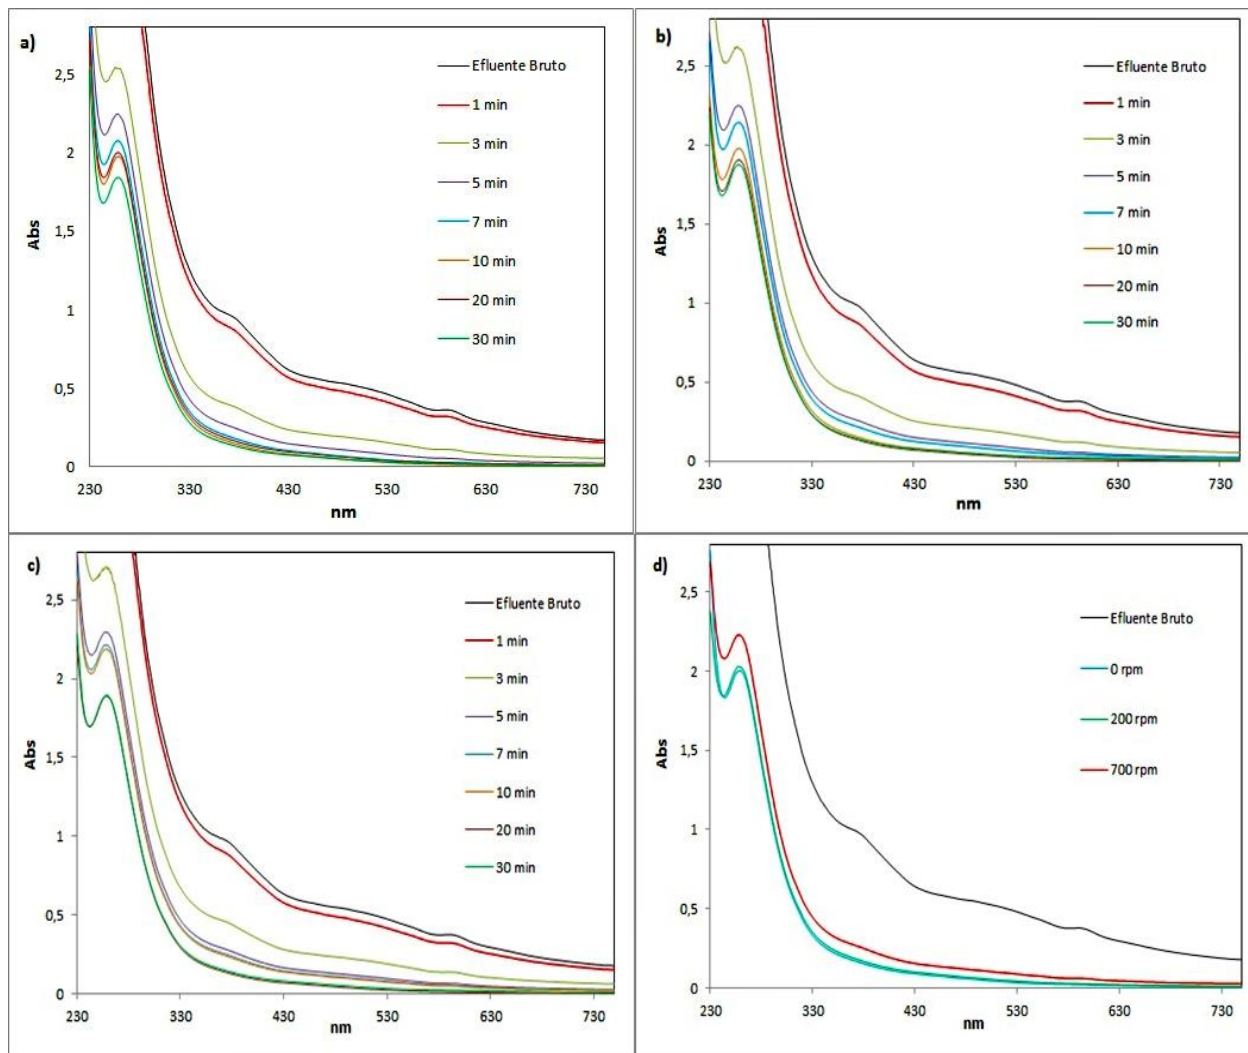 a)
Abs
2,5
2
1,5
1
0,5
0
230 330 430 530 630 730
nm
Efluente Bruto
1 min
3 min
5 min
7 min
10 min
20 min
30 min
b)
Abs
2,5
2
1,5
1
0,5
0
230 330 430 530 630 730
nm
Efluente Bruto
1 min
3 min
5 min
7 min
10 min
20 min
30 min
c)
Abs
2,5
2
1,5
1
0,5
0
230 330 430 530 630 730
nm
Efluente Bruto
1 min
3 min
5 min
7 min
10 min
20 min
30 min
d)
Abs
2,5
2
1,5
1
0,5
0
230 330 430 530 630 730
nm
Efluente Bruto
0 rpm
200 rpm
700 rpm